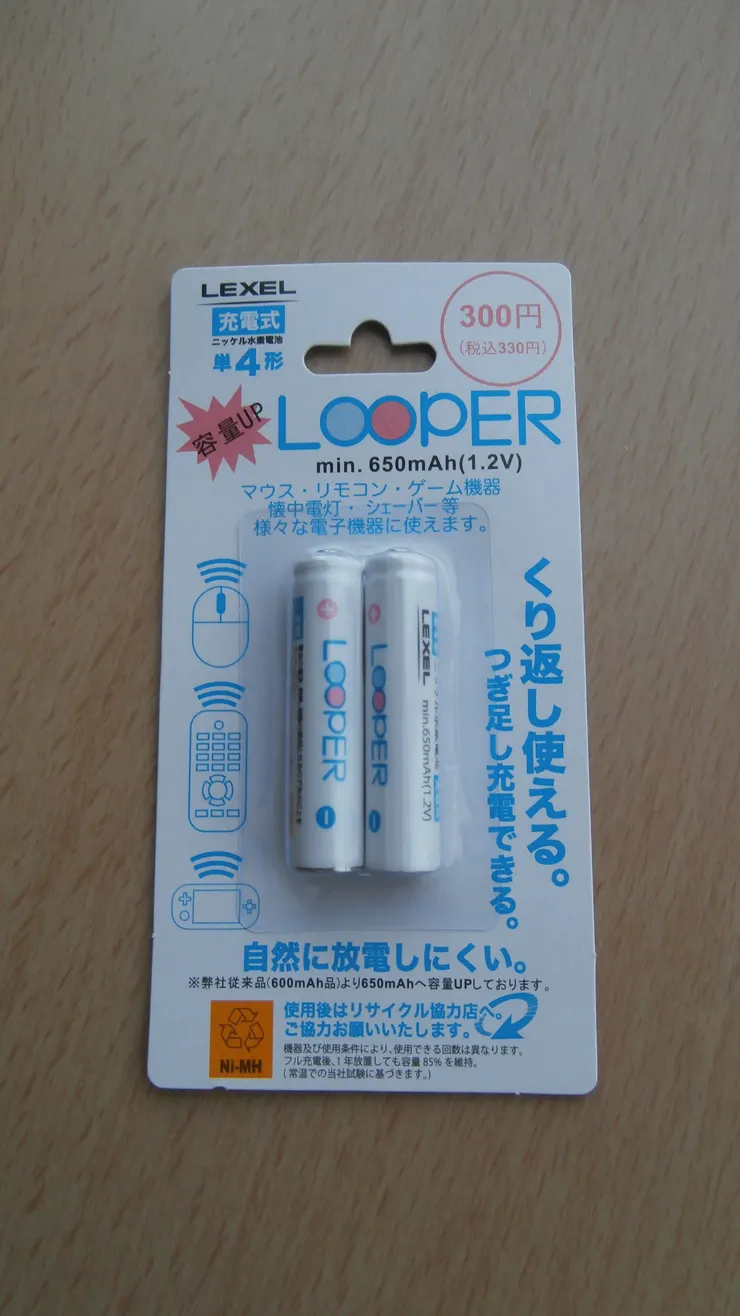 LEXEL
充電式
ニッケル水素電池
単4形
300円
(税込330円)
容量UP
LOOPER
min. 650mAh(1.2V)
マウス・リモコン・ゲーム機器
懐中電灯・シェーバー等
様々な電子機器に使えます。
くり返し使える。
つぎ足し充電できる。
LOOPER
LOOPER
LEXEL
min.650mAh(1.2V)
自然に放電しにくい。
※弊社従来品(600mAh品)より650mAhへ容量UPしております。
Ni-MH
使用後はリサイクル協力店へ。
ご協力お願いいたします。
機器及び使用条件により、使用できる回数は異なります。
フル充電後、1年放置しても容量85%を維持。
(常温での当社試験に基づきます。)